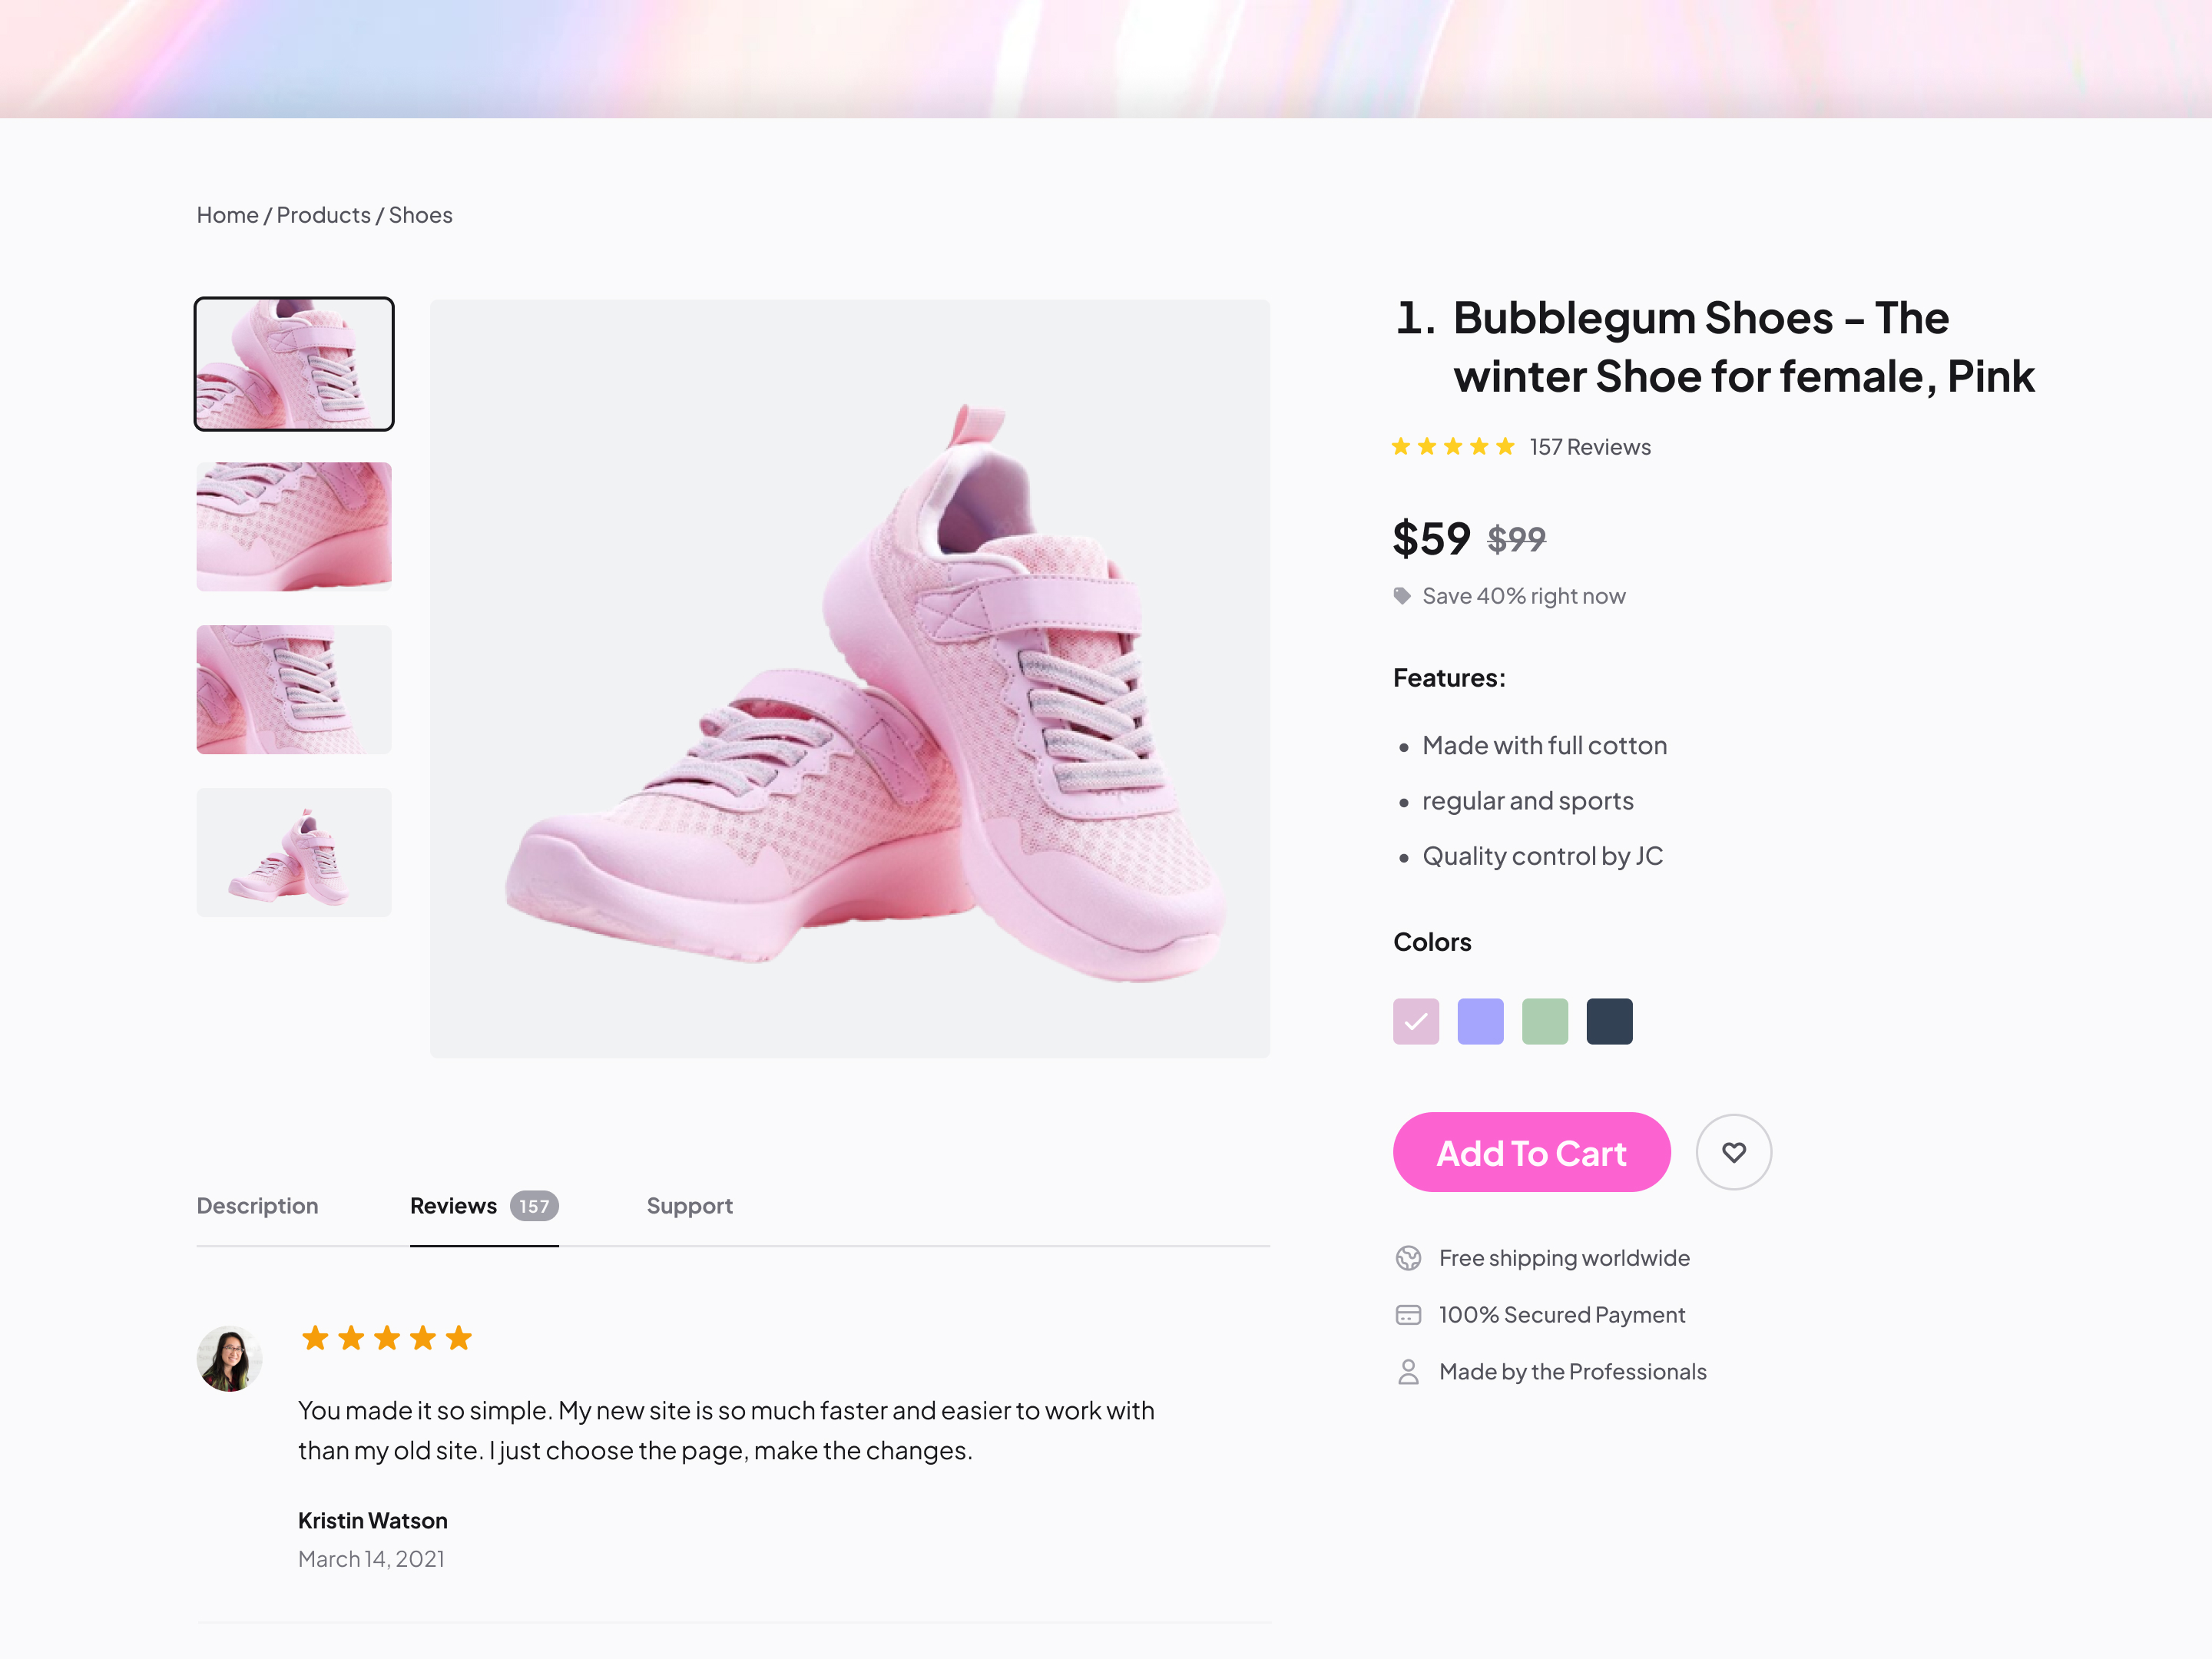 Home / Products / Shoes
1. Bubblegum Shoes - The
winter Shoe for female, Pink
157 Reviews
$59 $99
Save 40% right now
Features:
• Made with full cotton
• regular and sports
• Quality control by JC
Colors
Add To Cart
Free shipping worldwide
100% Secured Payment
Made by the Professionals
Description Reviews 157 Support
You made it so simple. My new site is so much faster and easier to work with
than my old site. I just choose the page, make the changes.
Kristin Watson
March 14, 2021